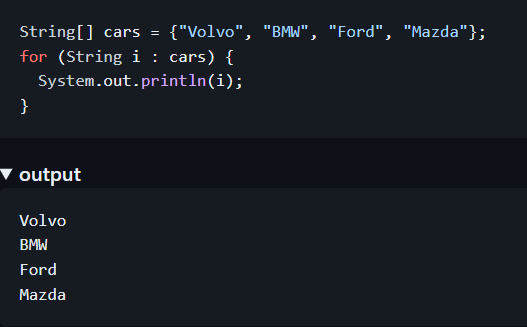 String[] cars = {"Volvo", "BMW", "Ford", "Mazda"};
for (String i : cars) {
  System.out.println(i);
}
▼ output
Volvo
BMW
Ford
Mazda